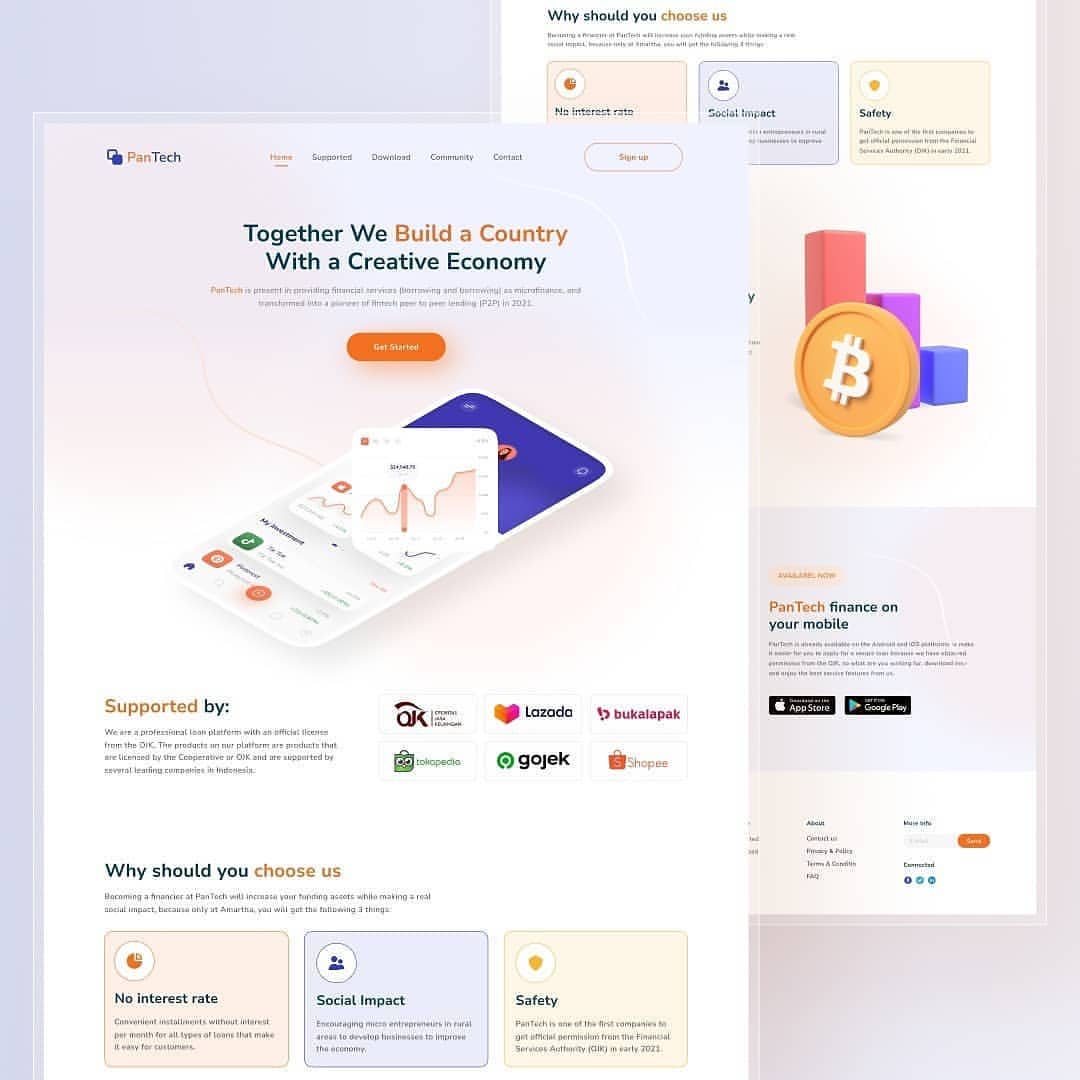 PanTech
Home Supported Download Community Contact
Sign up
Together We Build a Country
With a Creative Economy
PanTech is present in providing financial services (borrowing and borrowing) as microfinance, and
transformed into a pioneer of fintech peer to peer lending (P2P) in 2021.
Get Started
$24,548.75
My Investment
Tik Tok
Pinterest
Supported by:
We are a professional loan platform with an official license
from the OJK. The products on our platform are products that
are licensed by the Cooperative or OJK and are supported by
several leading companies in Indonesia.
OJK OTORITAS
JASA
KEUANGAN
Lazada
bukalapak
tokopedia
gojek
Shopee
Why should you choose us
Becoming a financier at PanTech will increase your funding assets while making a real
social impact, because only at Amartha, you will get the following 3 things:
No interest rate
Convenient installments without interest
per month for all types of loans that make
it easy for customers.
Social Impact
Encouraging micro entrepreneurs in rural
areas to develop businesses to improve
the economy.
Safety
PanTech is one of the first companies to
get official permission from the Financial
Services Authority (OJK) in early 2021.
Why should you choose us
Becoming a financier at PanTech will increase your funding assets while making a real
social impact, because only at Amartha, you will get the following 3 things:
No interest rate
Social Impact
entrepreneurs in rural
businesses to improve
Safety
PanTech is one of the first companies to
get official permission from the Financial
Services Authority (OJK) in early 2021.
y
AVAILABEL NOW
PanTech finance on
your mobile
PanTech is already available on the Android and iOS platforms to make
it easier for you to apply for a secure loan because we have obtained
permission from the OJK, so what are you waiting for, download
and enjoy the best service features from us.
Download on the
App Store
GET IT ON
Google Play
About
Contact us
Privacy & Policy
Terms & Conditio
FAQ
More Info
Send
Connected